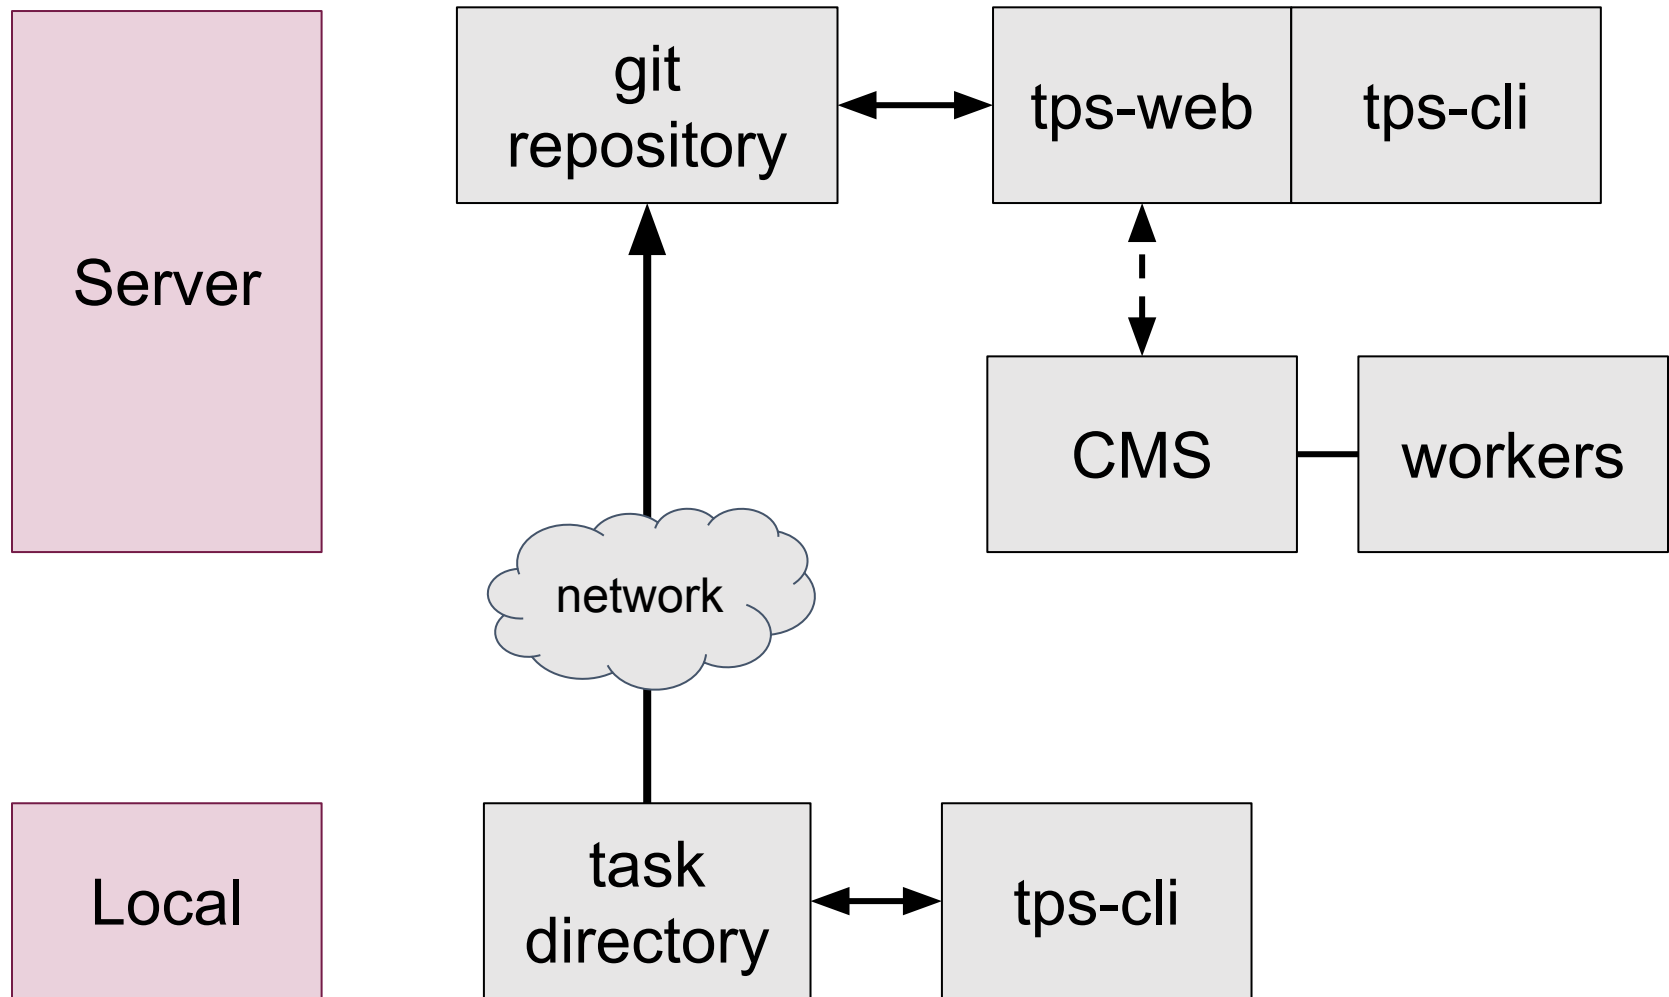 Server
git
repository
tps-web
tps-cli
CMS
workers
network
Local
task
directory
tps-cli